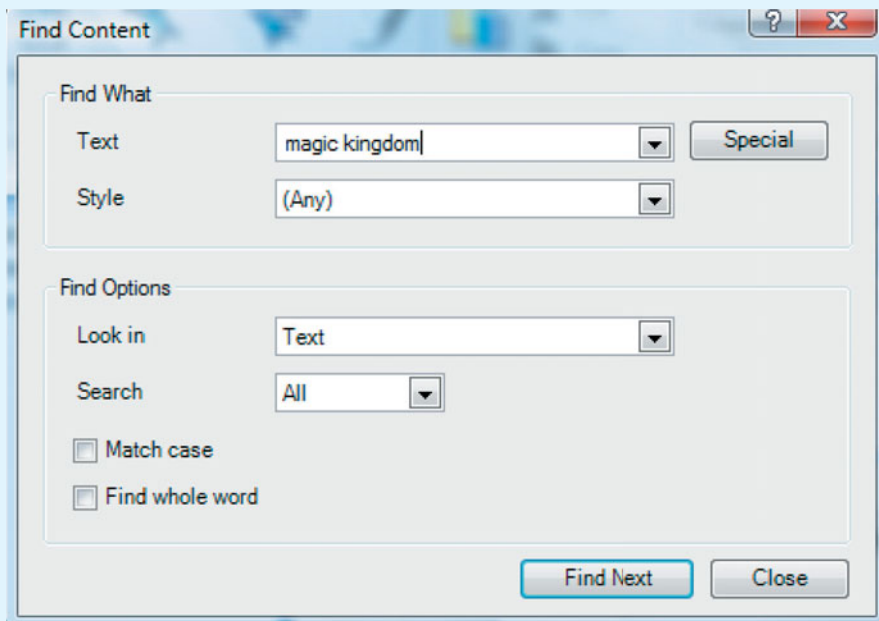 Find Content
Find What
Text magic kingdom Special
Style (Any)
Find Options
Look in Text
Search All
Match case
Find whole word
Find Next Close